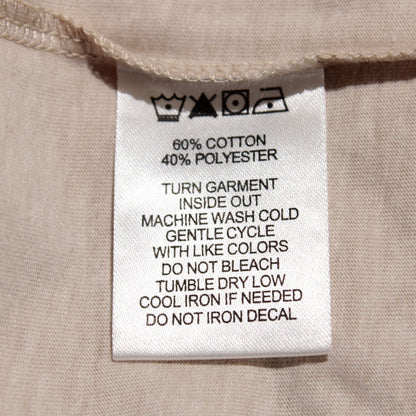 60% COTTON
40% POLYESTER
TURN GARMENT
INSIDE OUT
MACHINE WASH COLD
GENTLE CYCLE
WITH LIKE COLORS
DO NOT BLEACH
TUMBLE DRY LOW
COOL IRON IF NEEDED
DO NOT IRON DECAL